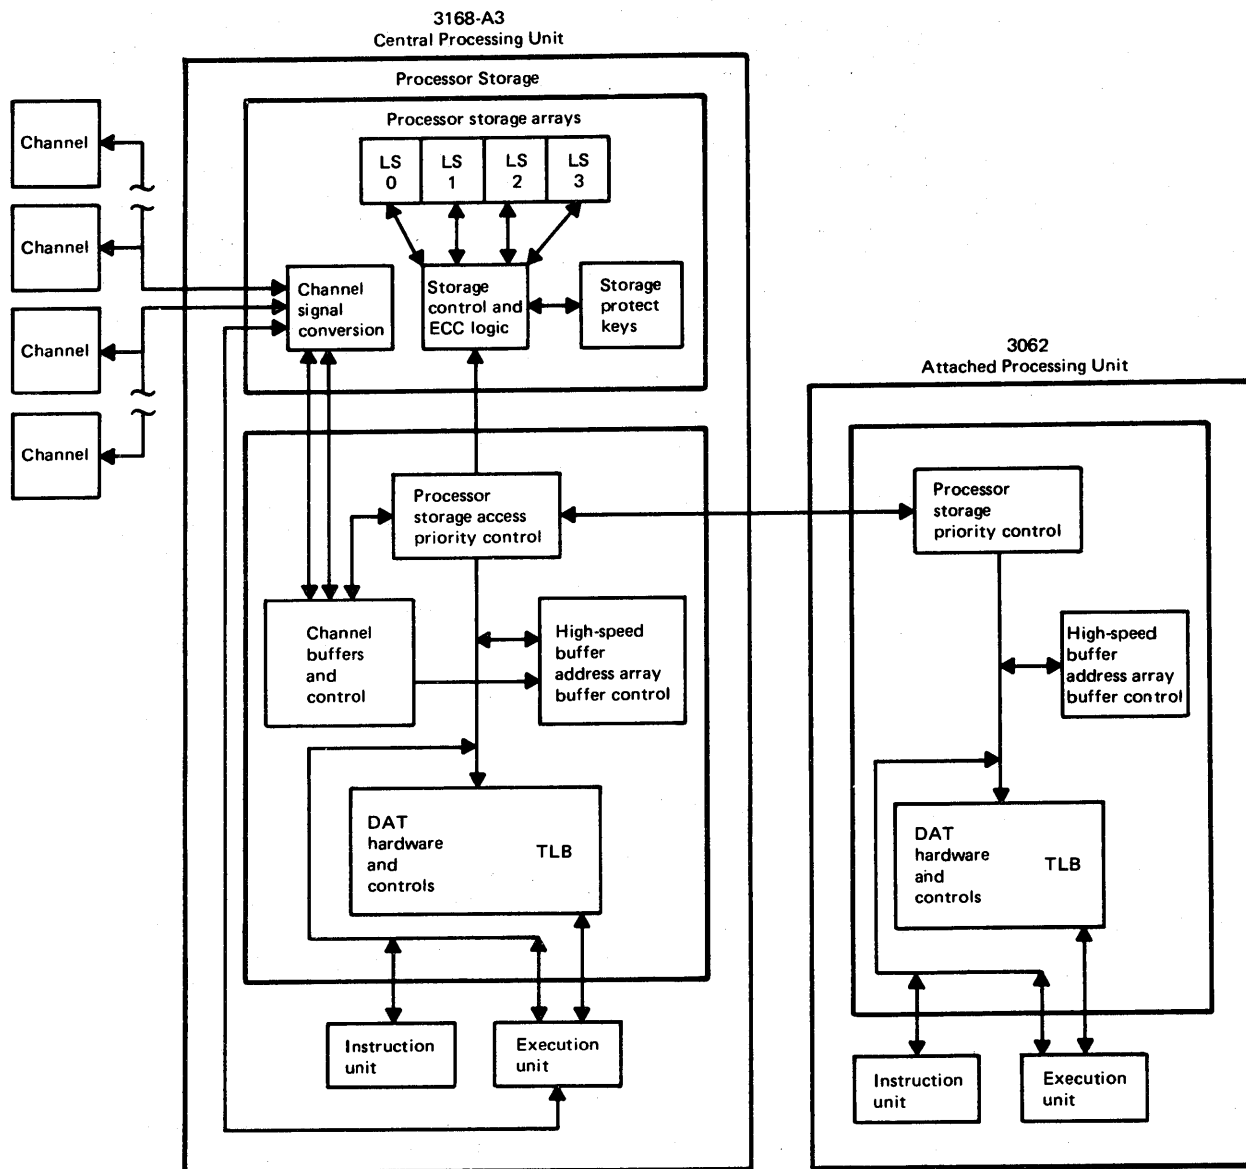 3168-A3
Central Processing Unit
Processor Storage
Processor storage arrays
LS
0
LS
1
LS
2
LS
3
Channel
Channel
Channel
Channel
Channel
signal
conversion
Storage
control and
ECC logic
Storage
protect
keys
Processor
storage access
priority control
Channel
buffers
and
control
High-speed
buffer
address array
buffer control
DAT
hardware
and
controls
TLB
Instruction
unit
Execution
unit
3062
Attached Processing Unit
Processor
storage
priority control
High-speed
buffer
address array
buffer control
DAT
hardware
and
controls
TLB
Instruction
unit
Execution
unit